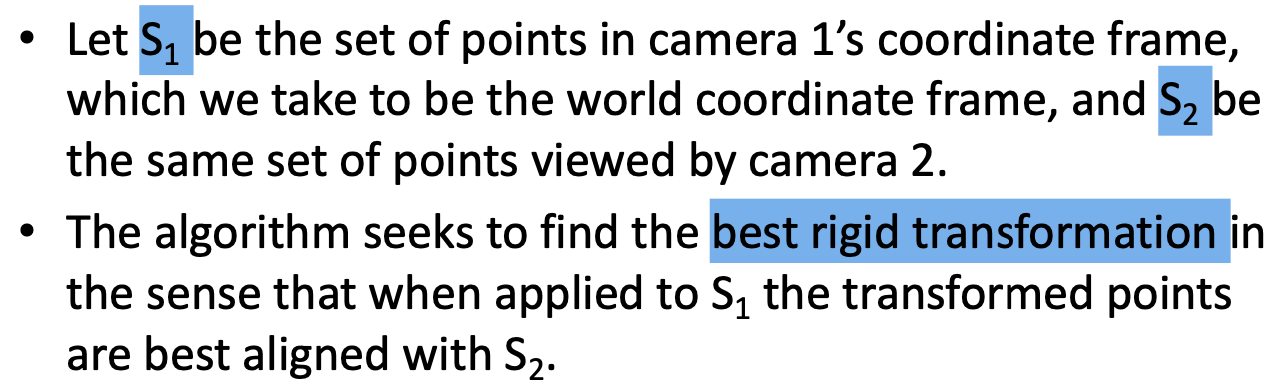 • Let S₁ be the set of points in camera 1’s coordinate frame,
which we take to be the world coordinate frame, and S₂ be
the same set of points viewed by camera 2.
• The algorithm seeks to find the best rigid transformation in
the sense that when applied to S₁ the transformed points
are best aligned with S₂.